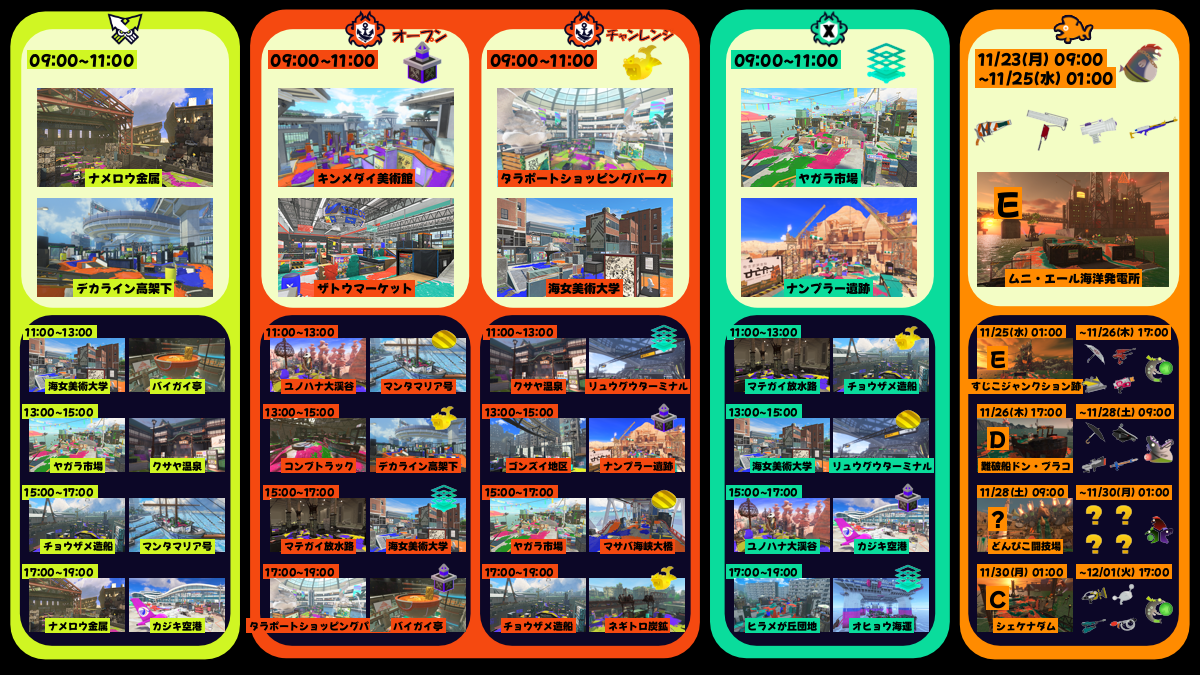 09:00~11:00
ナメロウ金属
デカライン高架下
11:00~13:00
海女美術大学
バイガイ亭
13:00~15:00
ヤガラ市場
クサヤ温泉
15:00~17:00
チョウザメ造船
マンタマリア号
17:00~19:00
ナメロウ金属
カジキ空港
オープン
09:00~11:00
キンメダイ美術館
ザトウマーケット
11:00~13:00
ユノハナ大渓谷
マンタマリア号
13:00~15:00
コンブトラック
デカライン高架下
15:00~17:00
マテガイ放水路
海女美術大学
17:00~19:00
タラポートショッピングパ
バイガイ亭
チャンレンジ
09:00~11:00
タラポートショッピングパーク
海女美術大学
11:00~13:00
クサヤ温泉
リュウグウターミナル
13:00~15:00
ゴンズイ地区
ナンプラー遺跡
15:00~17:00
ヤガラ市場
マサバ海峡大橋
17:00~19:00
チョウザメ造船
ネギトロ炭鉱
X
09:00~11:00
ヤガラ市場
ナンプラー遺跡
11:00~13:00
マテガイ放水路
チョウザメ造船
13:00~15:00
海女美術大学
リュウグウターミナル
15:00~17:00
ユノハナ大渓谷
カジキ空港
17:00~19:00
ヒラメが丘団地
オヒョウ海運
11/23(月) 09:00
~11/25(水) 01:00
E
ムニ・エール海洋発電所
11/25(水) 01:00 ~11/26(木) 17:00
E
すじこジャンクション跡
11/26(木) 17:00 ~11/28(土) 09:00
D
難破船ドン・ブラコ
11/28(土) 09:00 ~11/30(月) 01:00
?
? ?
? ?
どんぴこ闘技場
11/30(月) 01:00 ~12/01(火) 17:00
C
シェケナダム